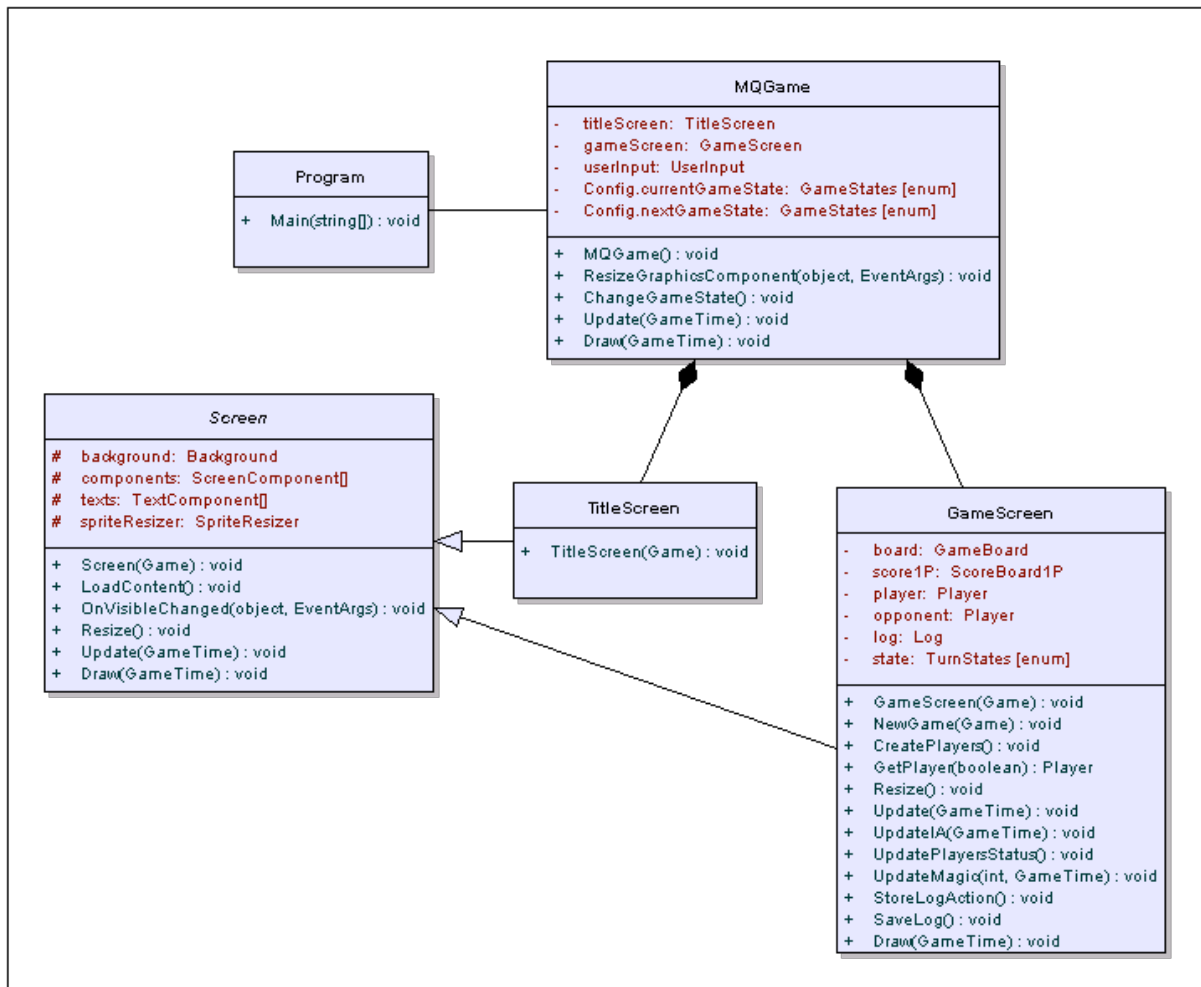 MQGame
- titleScreen: TitleScreen
- gameScreen: GameScreen
- userInput: UserInput
- Config.currentGameState: GameStates [enum]
- Config.nextGameState: GameStates [enum]
+ MQGame() : void
+ ResizeGraphicsComponent(object, EventArgs) : void
+ ChangeGameState() : void
+ Update(GameTime) : void
+ Draw(GameTime) : void
Program
+ Main(string[]) : void
Screen
# background: Background
# components: ScreenComponent[]
# texts: TextComponent[]
# spriteResizer: SpriteResizer
+ Screen(Game) : void
+ LoadContent() : void
+ OnVisibleChanged(object, EventArgs) : void
+ Resize() : void
+ Update(GameTime) : void
+ Draw(GameTime) : void
TitleScreen
+ TitleScreen(Game) : void
GameScreen
- board: GameBoard
- score1P: ScoreBoard1P
- player: Player
- opponent: Player
- log: Log
- state: TurnStates [enum]
+ GameScreen(Game) : void
+ NewGame(Game) : void
+ CreatePlayers() : void
+ GetPlayer(boolean) : Player
+ Resize() : void
+ Update(GameTime) : void
+ UpdateIA(GameTime) : void
+ UpdatePlayersStatus() : void
+ UpdateMagic(int, GameTime) : void
+ StoreLogAction() : void
+ SaveLog() : void
+ Draw(GameTime) : void